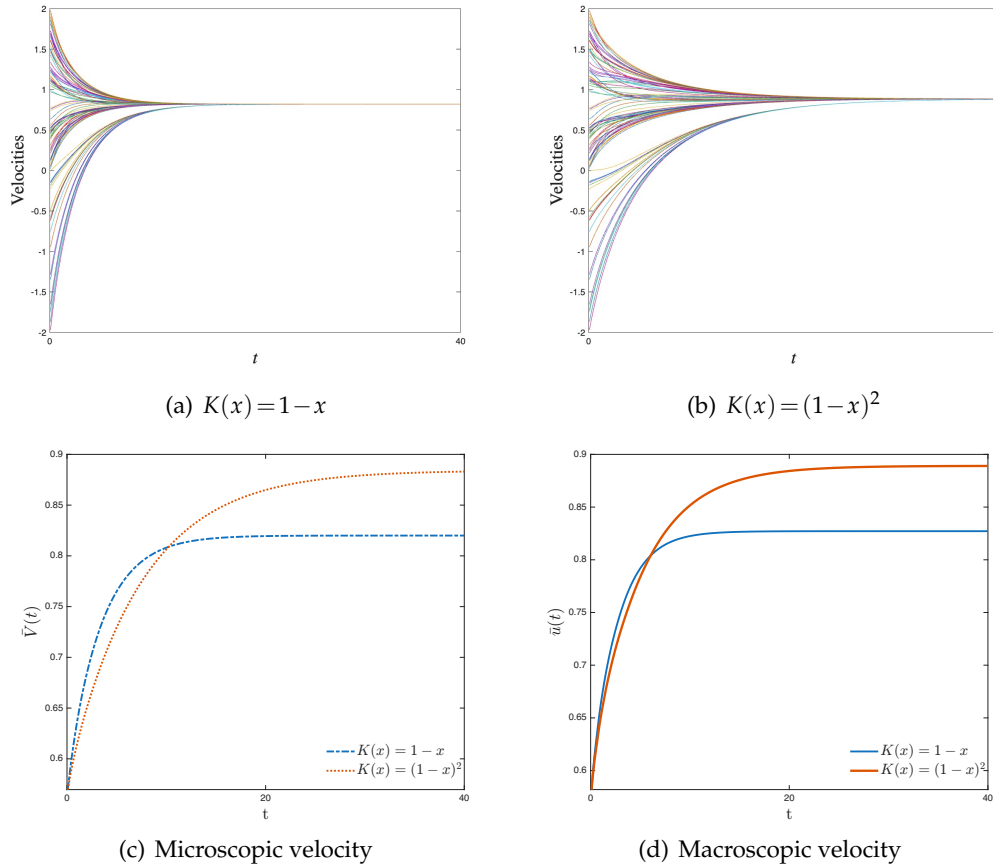 2
1.5
1
0.5
0
-0.5
-1
-1.5
-2
Velocities
0
40
t
(a) K(x)=1−x
2
1.5
1
0.5
0
-0.5
-1
-1.5
-2
Velocities
0
t
(b) K(x)=(1−x)²
0.9
0.85
0.8
0.75
0.7
0.65
0.6
V̄(t)
K(x) = 1 − x
K(x) = (1 − x)²
0 20 40
t
(c) Microscopic velocity
0.9
0.85
0.8
0.75
0.7
0.65
0.6
ū(t)
K(x) = 1 − x
K(x) = (1 − x)²
0 20 40
t
(d) Macroscopic velocity